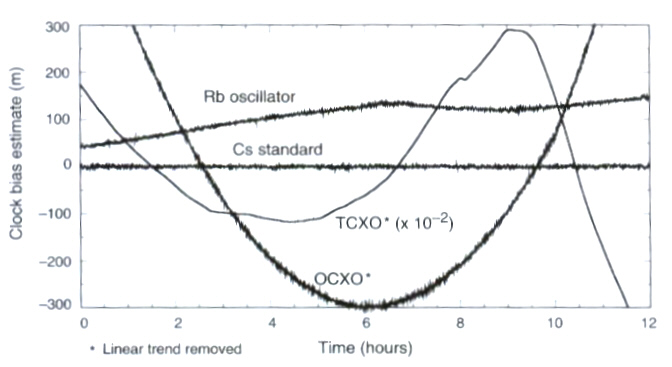 Clock bias estimate (m)
300
200
100
0
−100
−200
−300
Rb oscillator
Cs standard
TCXO* (x 10−2)
OCXO*
0 2 4 6 8 10 12
* Linear trend removed
Time (hours)